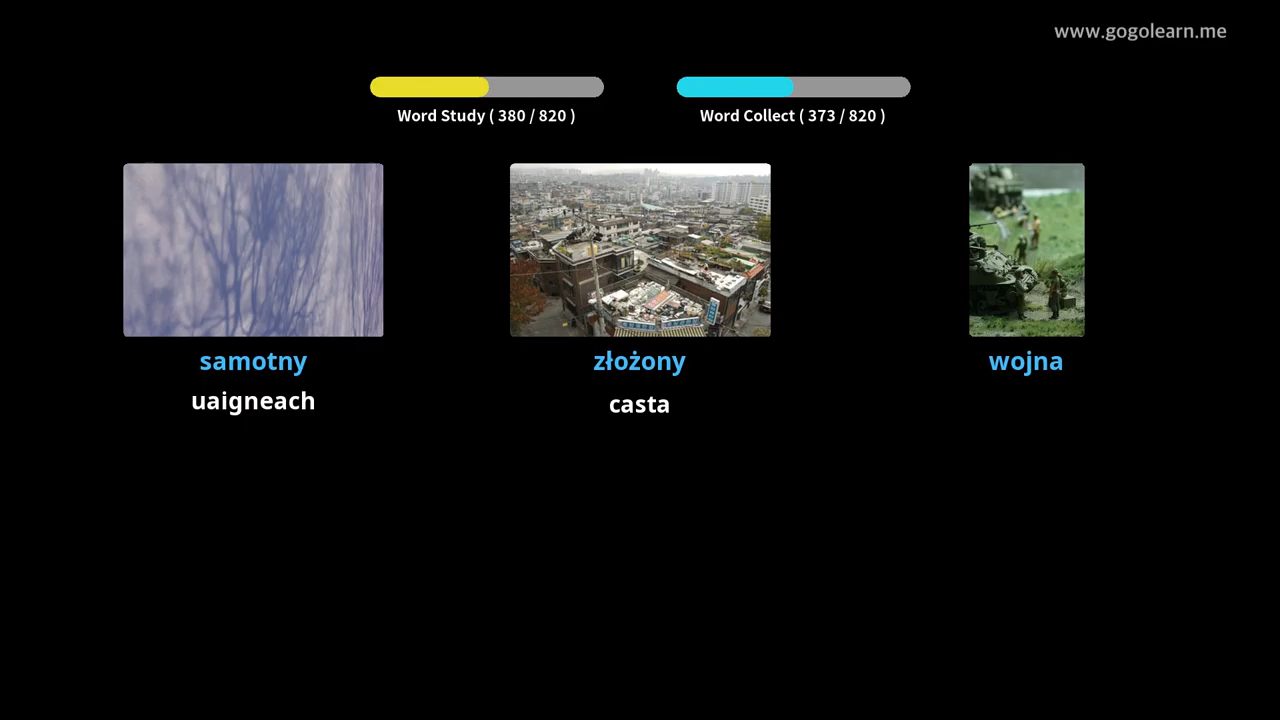 www.gogolearn.me
Word Study ( 380 / 820 )
Word Collect ( 373 / 820 )
samotny
złożony
wojna
uaigneach
casta